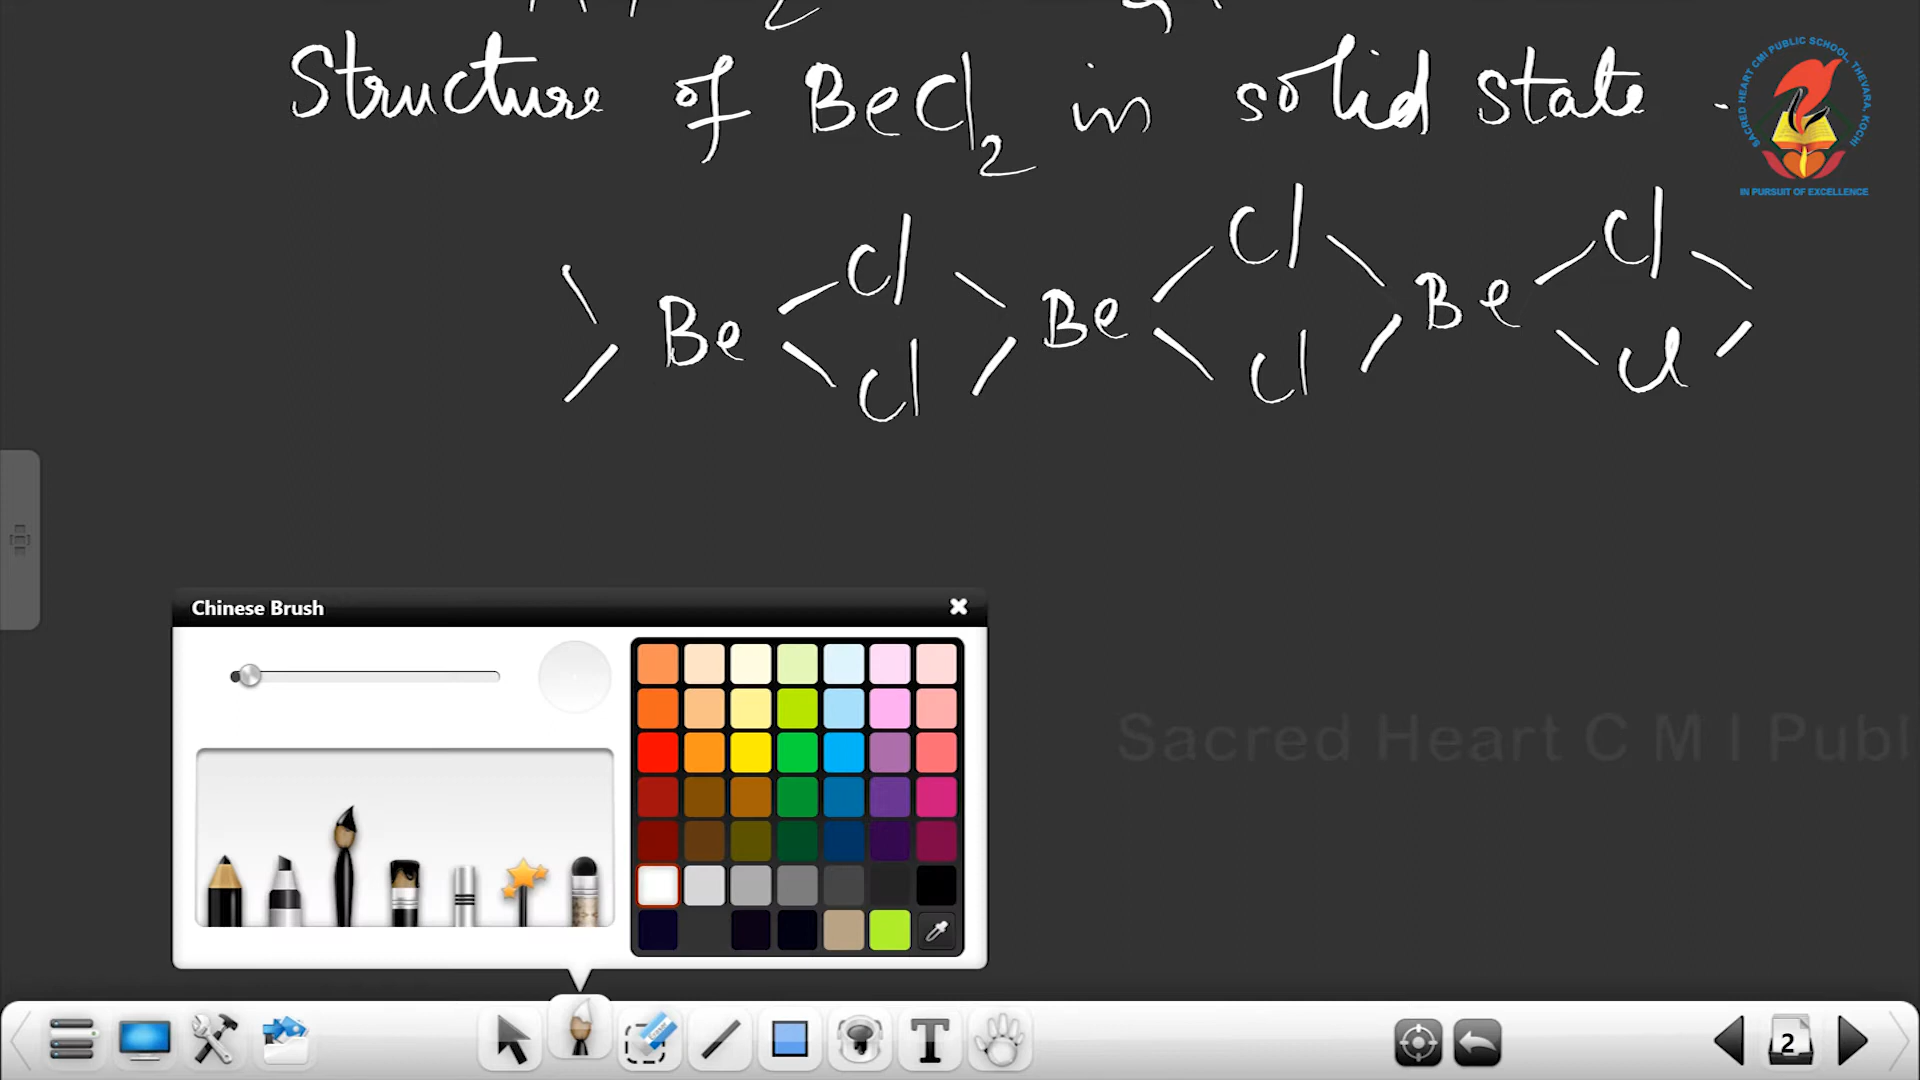 Structure of BeCl2 in solid state.
SACRED HEART CMI PUBLIC SCHOOL, THEVARA, KOCHI
IN PURSUIT OF EXCELLENCE
Cl Cl Cl
Be Be Be
Cl Cl Cl
Chinese Brush
Sacred Heart C M I Publ
T
2